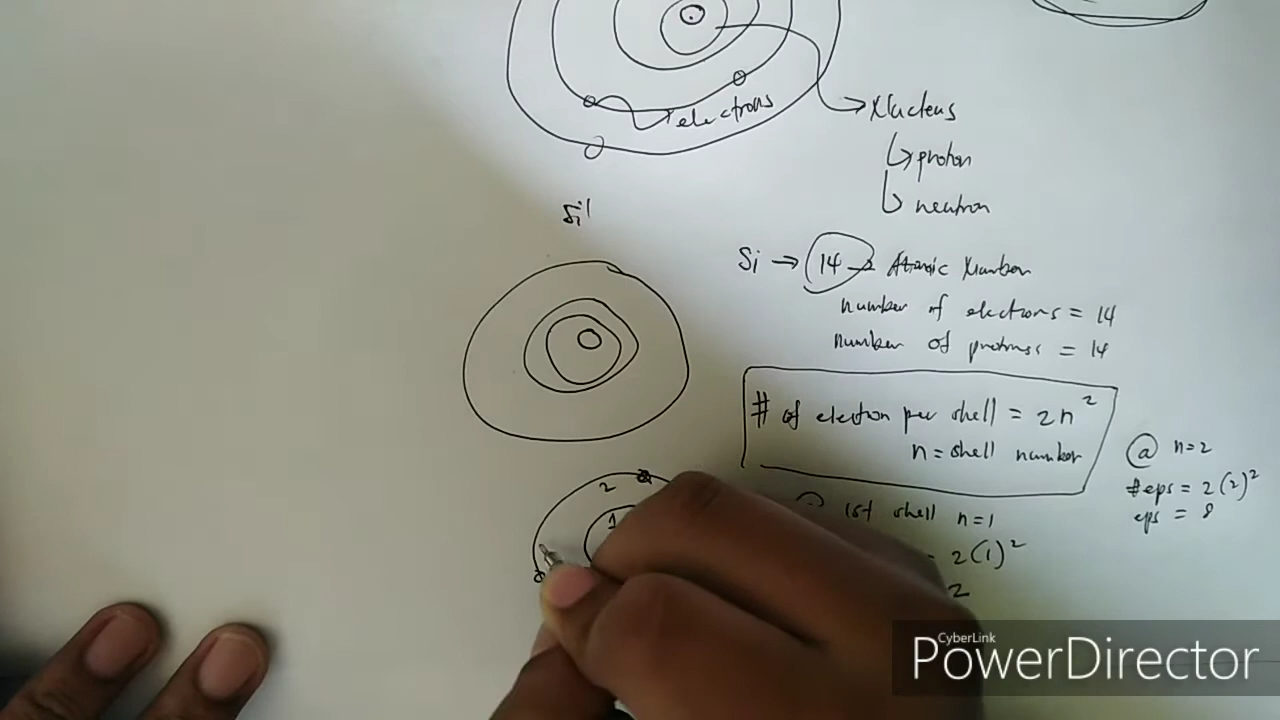 electrons
Nucleus
proton
neutron
Si
Si → 14 → Atomic Number
number of electrons = 14
number of protons = 14
# of electron per shell = 2n²
n = shell number
@ n=2
#eps = 2(2)²
eps = 8
1st shell n=1
= 2(1)²
2
2
1
CyberLink
PowerDirector